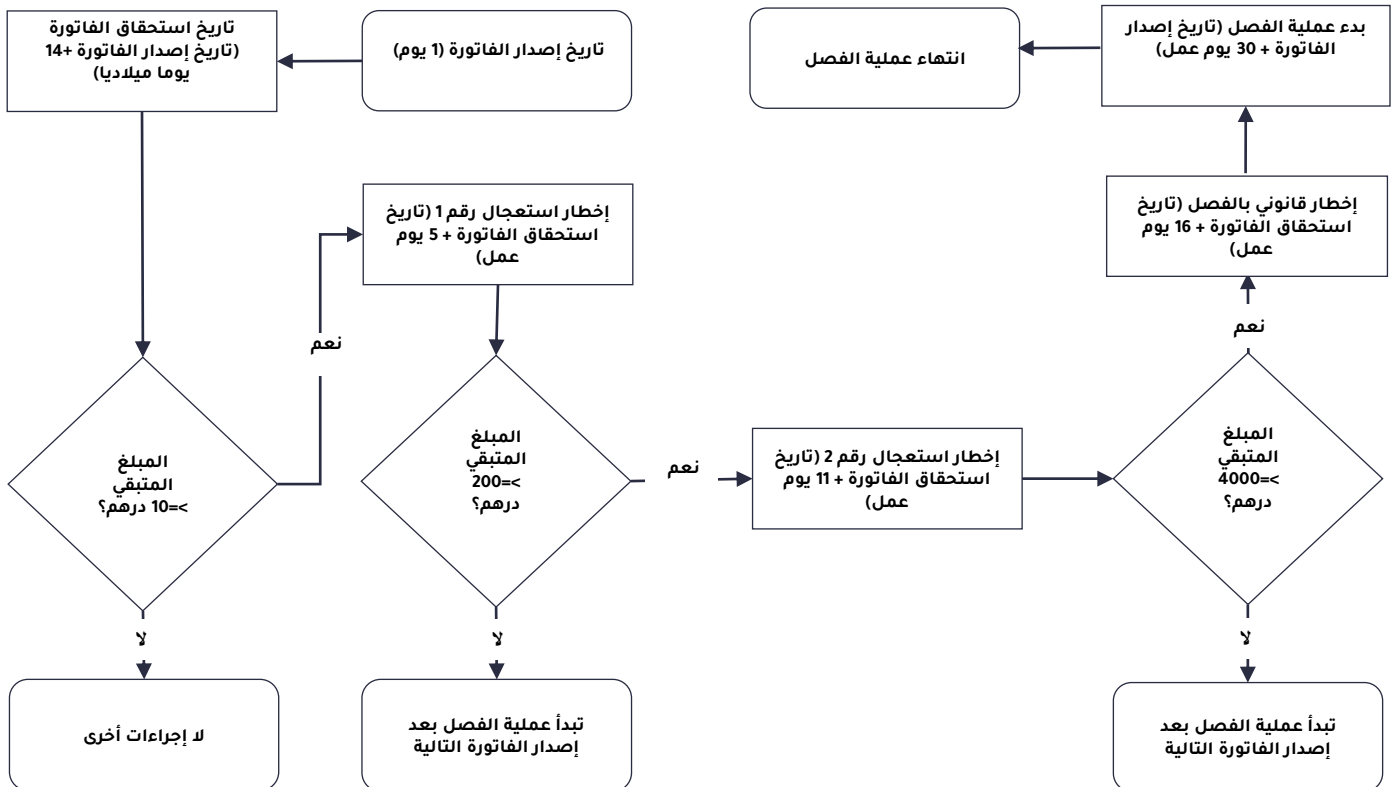 تاريخ إصدار الفاتورة (1 يوم)
تاريخ استحقاق الفاتورة
(تاريخ إصدار الفاتورة +14
يوما ميلاديا)
المبلغ
المتبقي
>=10 درهم؟
لا
لا إجراءات أخرى
نعم
إخطار استعجال رقم 1 (تاريخ
استحقاق الفاتورة + 5 يوم
عمل)
المبلغ
المتبقي
>=200
درهم؟
لا
تبدأ عملية الفصل بعد
إصدار الفاتورة التالية
نعم
إخطار استعجال رقم 2 (تاريخ
استحقاق الفاتورة + 11 يوم
عمل)
المبلغ
المتبقي
>=4000
درهم؟
لا
تبدأ عملية الفصل بعد
إصدار الفاتورة التالية
نعم
إخطار قانوني بالفصل (تاريخ
استحقاق الفاتورة + 16 يوم
عمل)
بدء عملية الفصل (تاريخ إصدار
الفاتورة + 30 يوم عمل)
انتهاء عملية الفصل